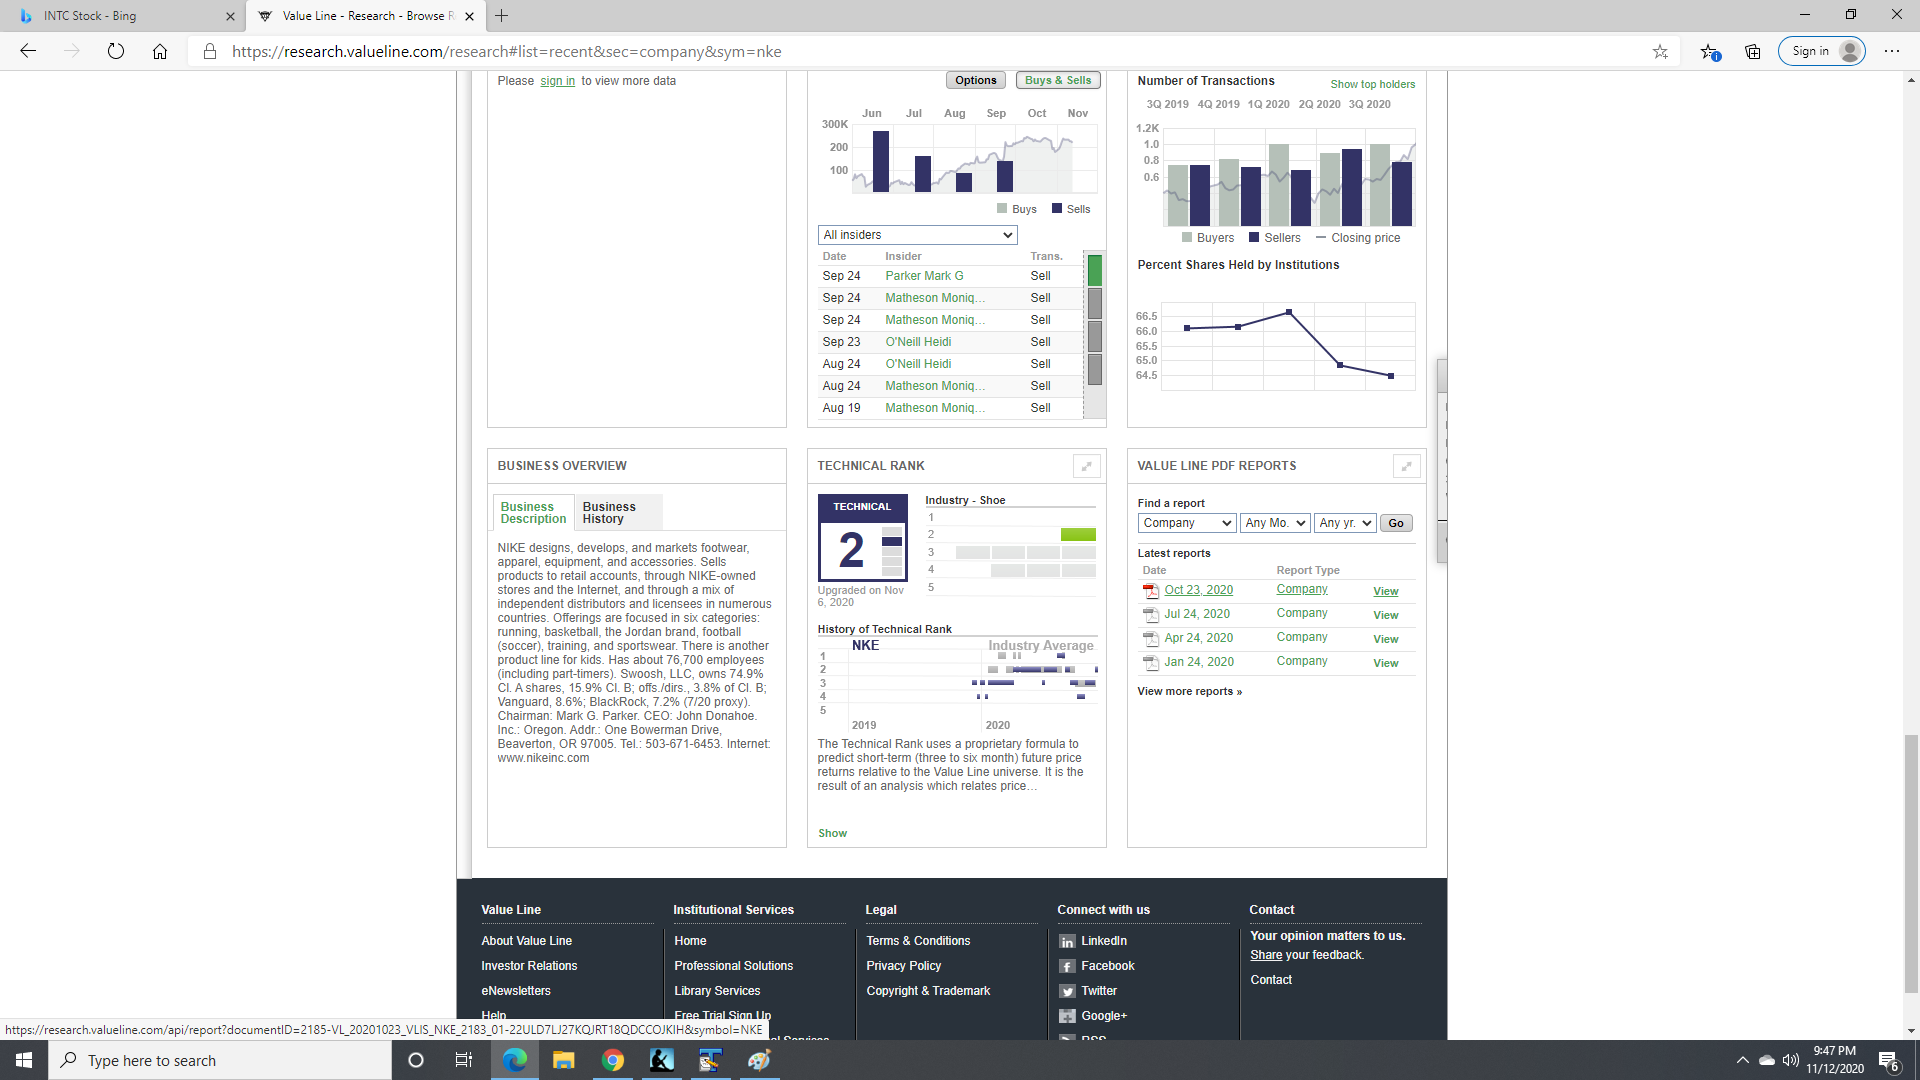 INTC Stock - Bing
Value Line - Research - Browse R
https://research.valueline.com/research#list=recent&sec=company&sym=nke
Sign in
Please sign in to view more data
Options
Buys & Sells
Jun Jul Aug Sep Oct Nov
300K
200
100
Buys Sells
All insiders
Date Insider Trans.
Sep 24 Parker Mark G Sell
Sep 24 Matheson Moniq... Sell
Sep 24 Matheson Moniq... Sell
Sep 23 O'Neill Heidi Sell
Aug 24 O'Neill Heidi Sell
Aug 24 Matheson Moniq... Sell
Aug 19 Matheson Moniq... Sell
Number of Transactions
Show top holders
3Q 2019 4Q 2019 1Q 2020 2Q 2020 3Q 2020
1.2K
1.0
0.8
0.6
Buyers Sellers Closing price
Percent Shares Held by Institutions
66.5
66.0
65.5
65.0
64.5
BUSINESS OVERVIEW
Business Description
Business History
NIKE designs, develops, and markets footwear,
apparel, equipment, and accessories. Sells
products to retail accounts, through NIKE-owned
stores and the Internet, and through a mix of
independent distributors and licensees in numerous
countries. Offerings are focused in six categories:
running, basketball, the Jordan brand, football
(soccer), training, and sportswear. There is another
product line for kids. Has about 76,700 employees
(including part-timers). Swoosh, LLC, owns 74.9%
Cl. A shares, 15.9% Cl. B; offs./dirs., 3.8% of Cl. B;
Vanguard, 8.6%; BlackRock, 7.2% (7/20 proxy).
Chairman: Mark G. Parker. CEO: John Donahoe.
Inc.: Oregon. Addr.: One Bowerman Drive,
Beaverton, OR 97005. Tel.: 503-671-6453. Internet:
www.nikeinc.com
TECHNICAL RANK
TECHNICAL
2
Upgraded on Nov
6, 2020
Industry - Shoe
1
2
3
4
5
History of Technical Rank
NKE Industry Average
1
2
3
4
5
2019 2020
The Technical Rank uses a proprietary formula to
predict short-term (three to six month) future price
returns relative to the Value Line universe. It is the
result of an analysis which relates price...
Show
VALUE LINE PDF REPORTS
Find a report
Company Any Mo. Any yr. Go
Latest reports
Date Report Type
Oct 23, 2020 Company View
Jul 24, 2020 Company View
Apr 24, 2020 Company View
Jan 24, 2020 Company View
View more reports »
Value Line
About Value Line
Investor Relations
eNewsletters
Help
Institutional Services
Home
Professional Solutions
Library Services
Free Trial Sign Up
Legal
Terms & Conditions
Privacy Policy
Copyright & Trademark
Connect with us
LinkedIn
Facebook
Twitter
Google+
RSS
Contact
Your opinion matters to us.
Share your feedback.
Contact
https://research.valueline.com/api/report?documentID=2185-VL_20201023_VLIS_NKE_2183_01-22ULD7LJ27KQJRT18QDCCOJKIH&symbol=NKE
Type here to search
9:47 PM
11/12/2020
6